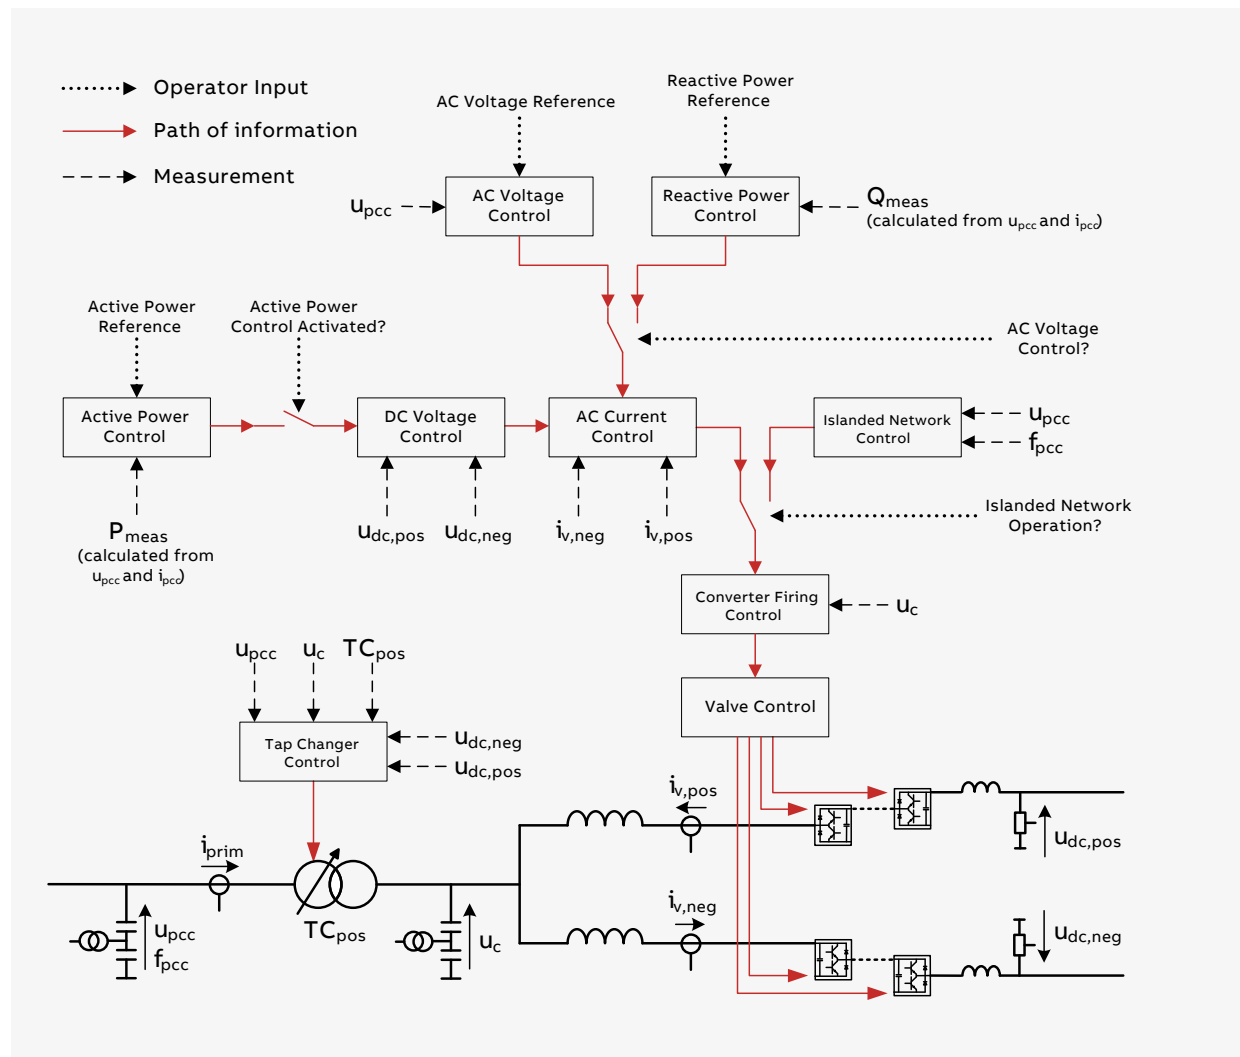 Operator Input
Path of information
Measurement
AC Voltage Reference
Reactive Power
Reference
AC Voltage
Control
Reactive Power
Control
upcc
Qmeas
(calculated from upcc and ipcc)
Active Power
Reference
Active Power
Control Activated?
AC Voltage
Control?
Active Power
Control
DC Voltage
Control
AC Current
Control
Islanded Network
Control
upcc
fpcc
Pmeas
(calculated from
upcc and ipcc)
udc,pos
udc,neg
iv,neg
iv,pos
Islanded Network
Operation?
Converter Firing
Control
uc
upcc
uc
TCpos
Valve Control
Tap Changer
Control
udc,neg
udc,pos
iv,pos
udc,pos
iprim
TCpos
upcc
fpcc
uc
iv,neg
udc,neg